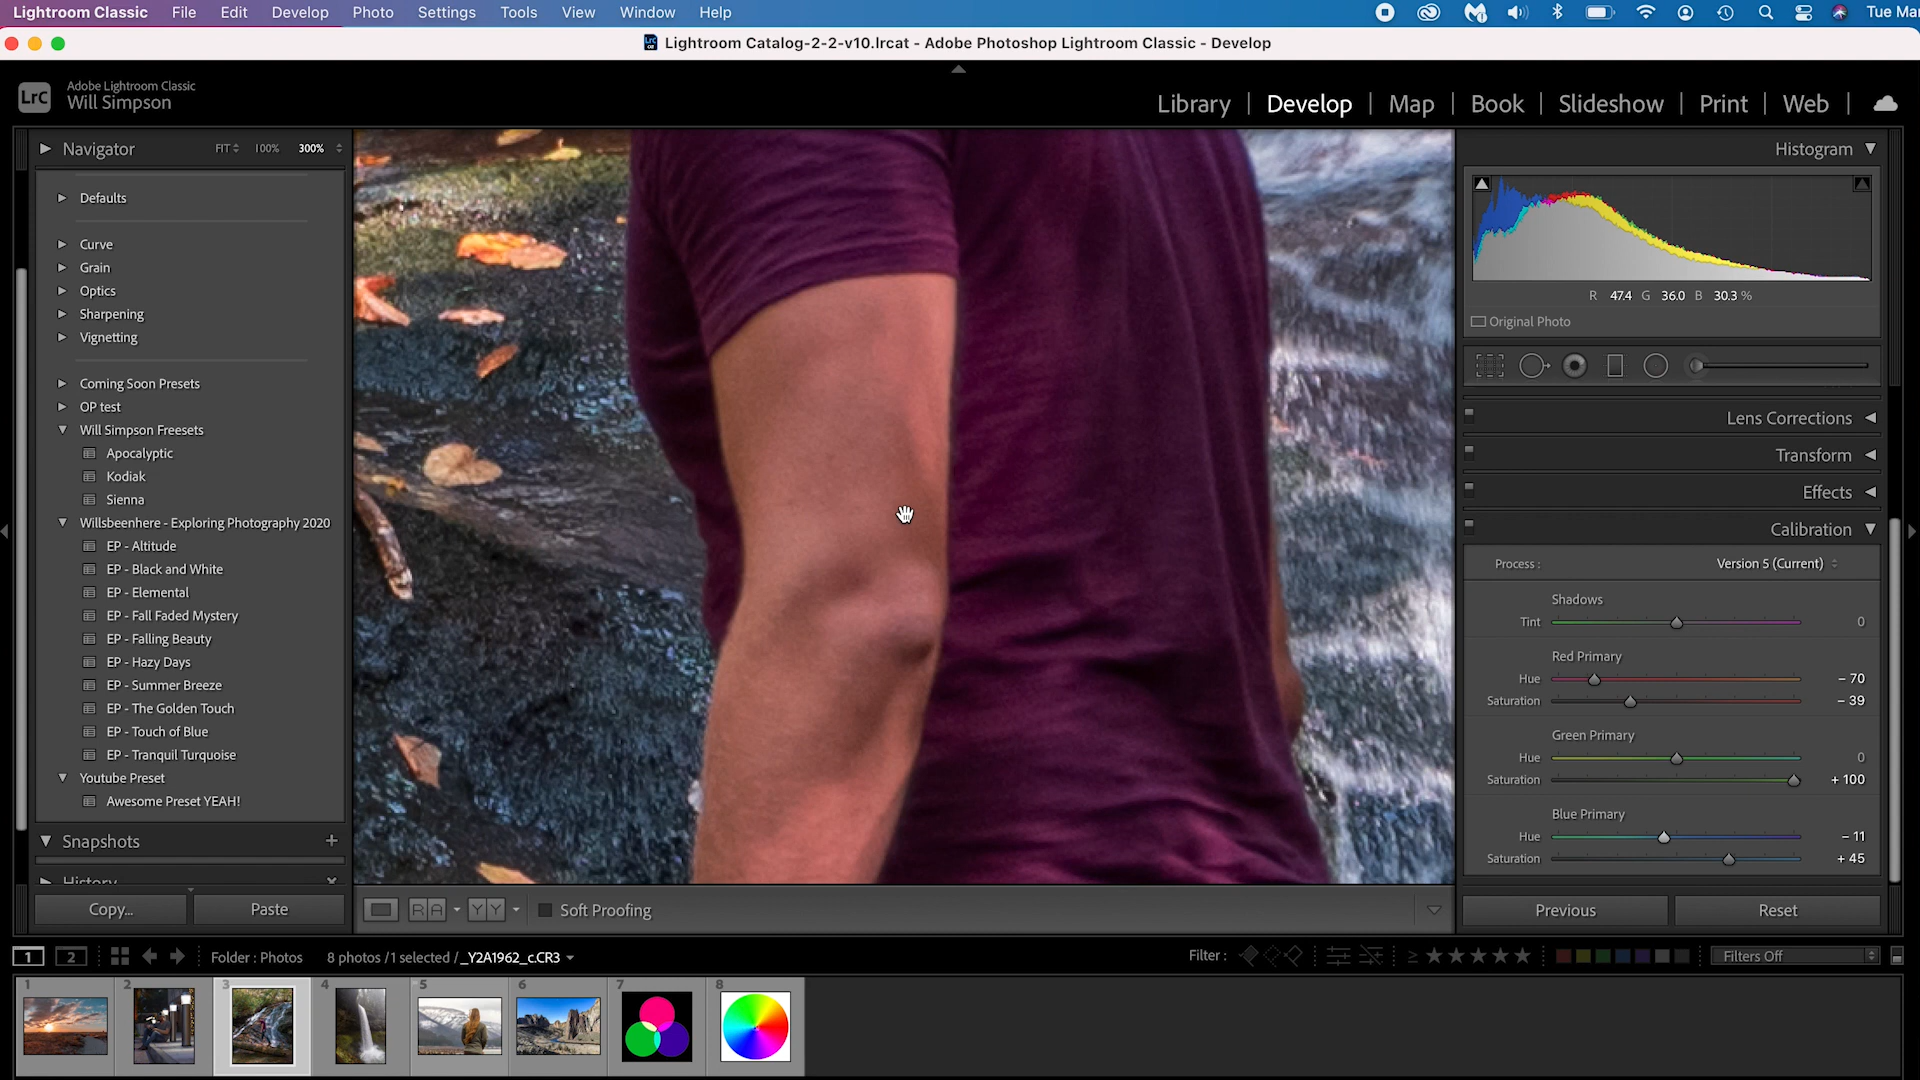 Lightroom Classic File Edit Develop Photo Settings Tools View Window Help Tue Mar
Lightroom Catalog-2-2-v10.lrcat - Adobe Photoshop Lightroom Classic - Develop
LrC
Adobe Lightroom Classic
Will Simpson
Library Develop Map Book Slideshow Print Web
Navigator FIT 100% 300%
Defaults
Curve
Grain
Optics
Sharpening
Vignetting
Coming Soon Presets
OP test
Will Simpson Freesets
Apocalyptic
Kodiak
Sienna
Willsbeenhere - Exploring Photography 2020
EP - Altitude
EP - Black and White
EP - Elemental
EP - Fall Faded Mystery
EP - Falling Beauty
EP - Hazy Days
EP - Summer Breeze
EP - The Golden Touch
EP - Touch of Blue
EP - Tranquil Turquoise
Youtube Preset
Awesome Preset YEAH!
Snapshots +
History
Copy... Paste
Histogram
R 47.4 G 36.0 B 30.3 %
Original Photo
Lens Corrections
Transform
Effects
Calibration
Process : Version 5 (Current)
Shadows
Tint 0
Red Primary
Hue - 70
Saturation - 39
Green Primary
Hue 0
Saturation + 100
Blue Primary
Hue - 11
Saturation + 45
Previous Reset
RA YY Soft Proofing
1 2 Folder : Photos 8 photos /1 selected /_Y2A1962_c.CR3 Filter : ≥ Filters Off
1 2 3 4 5 6 7 8